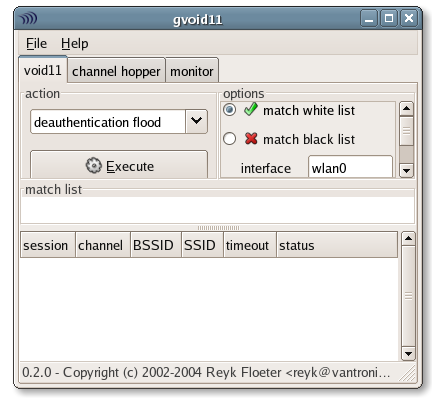 gvoid11
File Help
void11 channel hopper monitor
action
deauthentication flood
Execute
options
match white list
match black list
interface wlan0
match list
session channel BSSID SSID timeout status
0.2.0 - Copyright (c) 2002-2004 Reyk Floeter <reyk@vantroni...